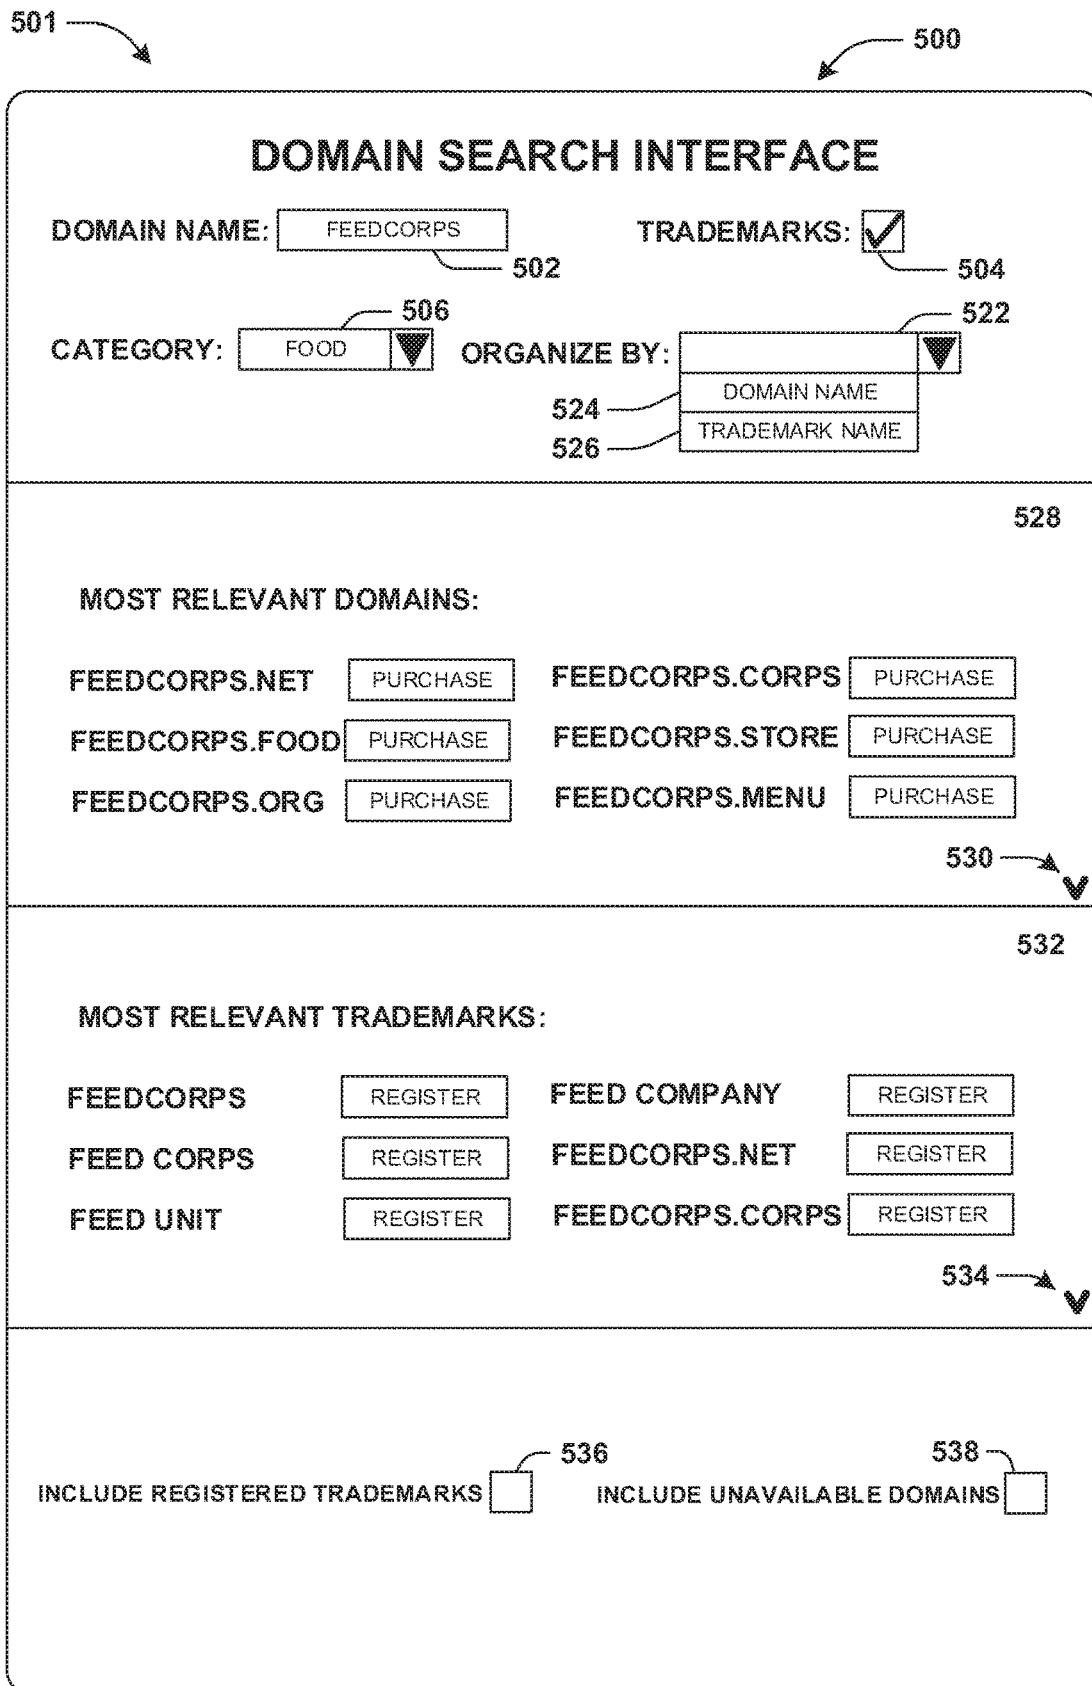 501
500
DOMAIN SEARCH INTERFACE
DOMAIN NAME: FEEDCORPS
TRADEMARKS:
502
504
506
522
CATEGORY: FOOD
ORGANIZE BY:
524
DOMAIN NAME
526
TRADEMARK NAME
528
MOST RELEVANT DOMAINS:
FEEDCORPS.NET PURCHASE FEEDCORPS.CORPS PURCHASE
FEEDCORPS.FOOD PURCHASE FEEDCORPS.STORE PURCHASE
FEEDCORPS.ORG PURCHASE FEEDCORPS.MENU PURCHASE
530
532
MOST RELEVANT TRADEMARKS:
FEEDCORPS REGISTER FEED COMPANY REGISTER
FEED CORPS REGISTER FEEDCORPS.NET REGISTER
FEED UNIT REGISTER FEEDCORPS.CORPS REGISTER
534
536
538
INCLUDE REGISTERED TRADEMARKS
INCLUDE UNAVAILABLE DOMAINS